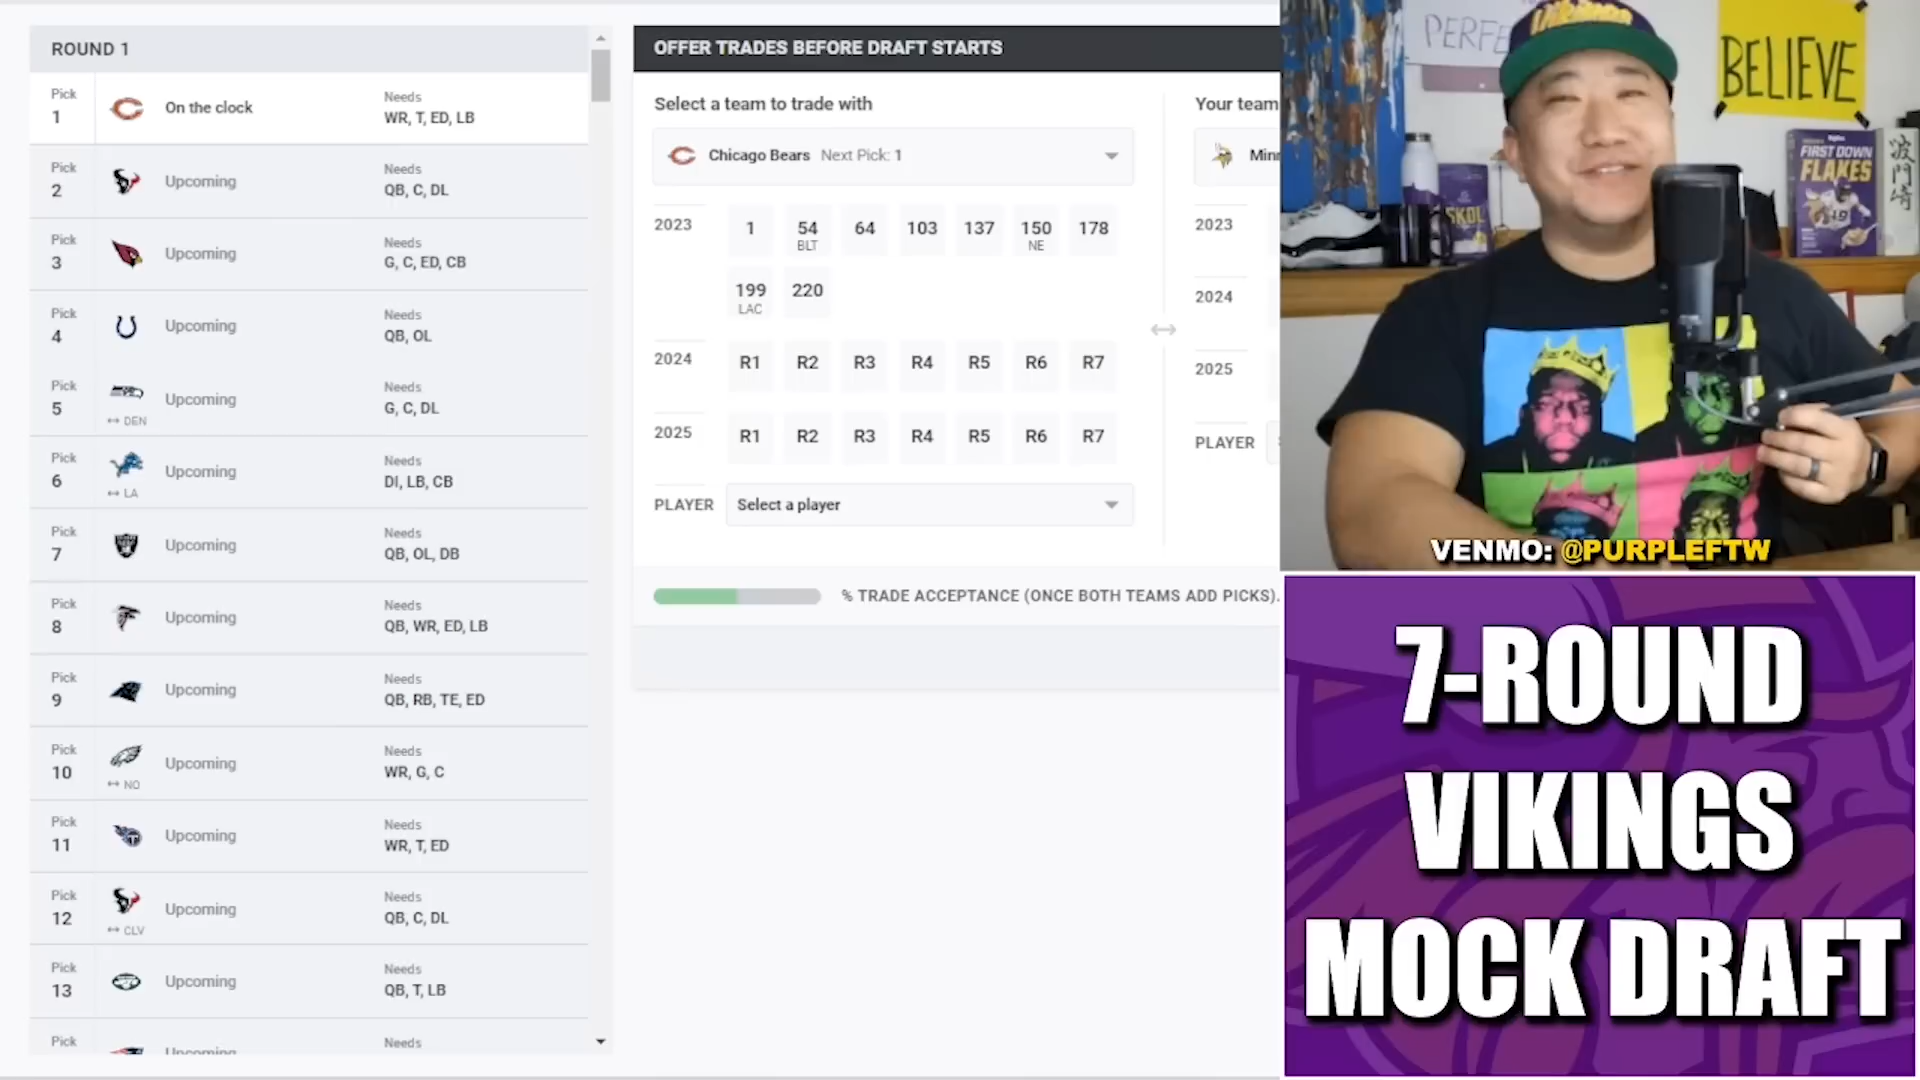 ROUND 1
Pick
1
On the clock
Needs
WR, T, ED, LB
Pick
2
Upcoming
Needs
QB, C, DL
Pick
3
Upcoming
Needs
G, C, ED, CB
Pick
4
Upcoming
Needs
QB, OL
Pick
5
DEN
Upcoming
Needs
G, C, DL
Pick
6
LA
Upcoming
Needs
DI, LB, CB
Pick
7
Upcoming
Needs
QB, OL, DB
Pick
8
Upcoming
Needs
QB, WR, ED, LB
Pick
9
Upcoming
Needs
QB, RB, TE, ED
Pick
10
NO
Upcoming
Needs
WR, G, C
Pick
11
Upcoming
Needs
WR, T, ED
Pick
12
CLV
Upcoming
Needs
QB, C, DL
Pick
13
Upcoming
Needs
QB, T, LB
Pick
Upcoming
Needs
OFFER TRADES BEFORE DRAFT STARTS
Select a team to trade with
Chicago Bears Next Pick: 1
2023 1 54 64 103 137 150 178
BLT NE
199 220
LAC
2024 R1 R2 R3 R4 R5 R6 R7
2025 R1 R2 R3 R4 R5 R6 R7
PLAYER Select a player
% TRADE ACCEPTANCE (ONCE BOTH TEAMS ADD PICKS).
Your team
Minn
2023
2024
2025
PLAYER
PERFE
Vikings
BELIEVE
FIRST DOWN
FLAKES
19
SKOL
波
門
VENMO: @PURPLEFTW
7-ROUND
VIKINGS
MOCK DRAFT